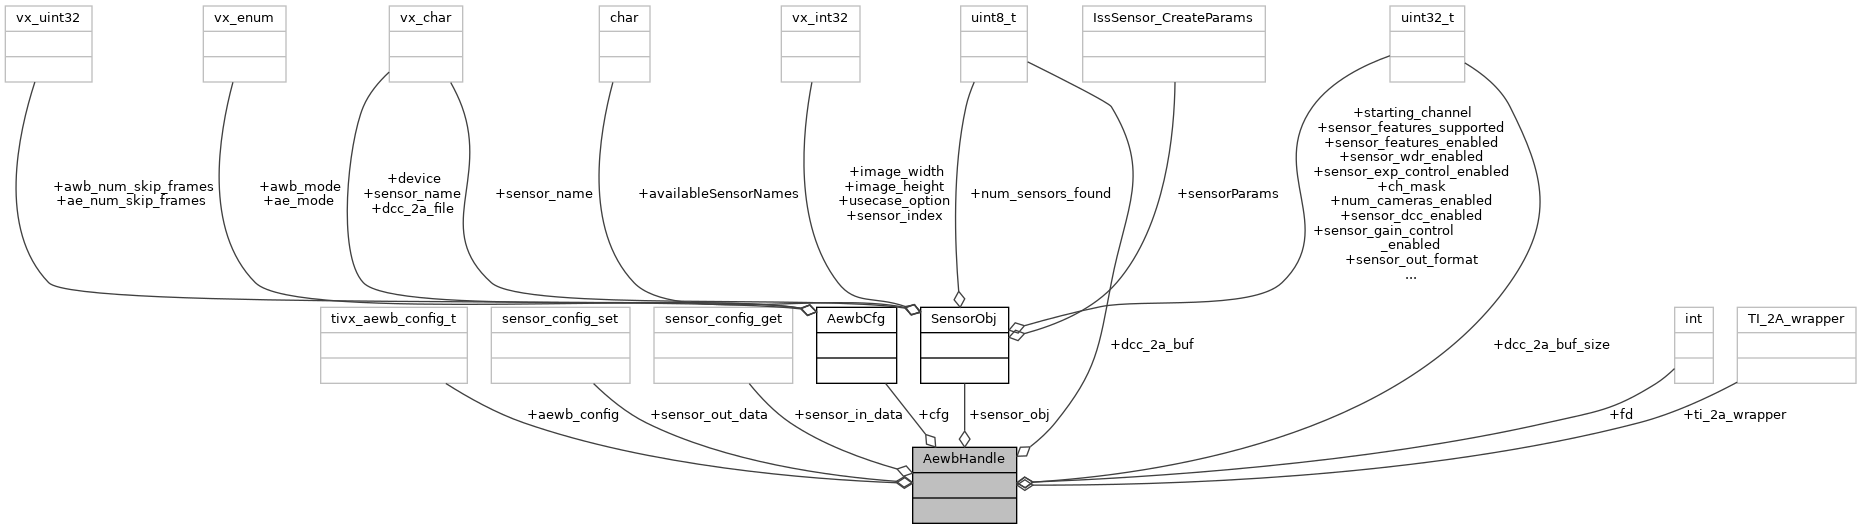 vx_uint32
vx_enum
vx_char
char
vx_int32
uint8_t
IssSensor_CreateParams
uint32_t
+awb_num_skip_frames
+ae_num_skip_frames
+awb_mode
+ae_mode
+device
+sensor_name
+dcc_2a_file
+sensor_name
+availableSensorNames
+image_width
+image_height
+usecase_option
+sensor_index
+num_sensors_found
+sensorParams
+starting_channel
+sensor_features_supported
+sensor_features_enabled
+sensor_wdr_enabled
+sensor_exp_control_enabled
+ch_mask
+num_cameras_enabled
+sensor_dcc_enabled
+sensor_gain_control
_enabled
+sensor_out_format
...
tivx_aewb_config_t
sensor_config_set
sensor_config_get
AewbCfg
SensorObj
int
TI_2A_wrapper
+dcc_2a_buf
+dcc_2a_buf_size
+aewb_config
+sensor_out_data
+sensor_in_data
+cfg
+sensor_obj
+fd
+ti_2a_wrapper
AewbHandle